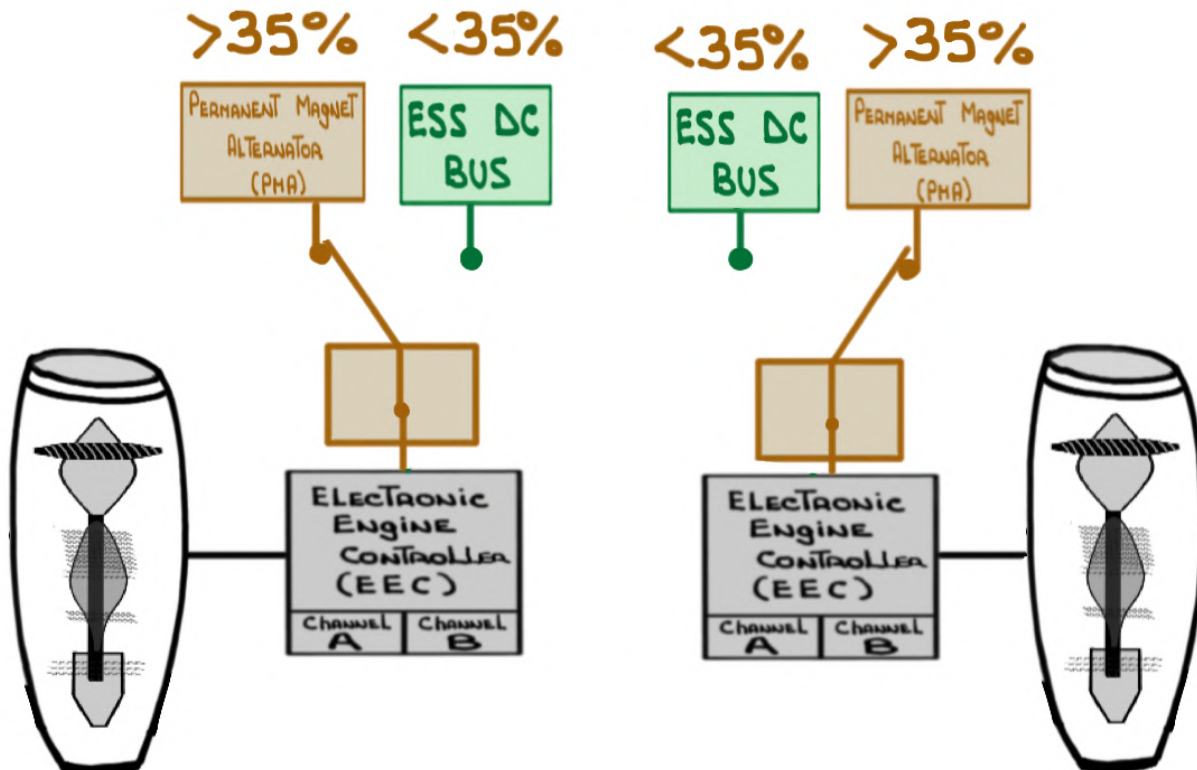 >35% <35% <35% >35%
PERMANENT MAGNET
ALTERNATOR
(PMA)
ESS DC
BUS
ESS DC
BUS
PERMANENT MAGNET
ALTERNATOR
(PMA)
ELECTRONIC
ENGINE
CONTROLLER
(EEC)
CHANNEL
A
CHANNEL
B
ELECTRONIC
ENGINE
CONTROLLER
(EEC)
CHANNEL
A
CHANNEL
B